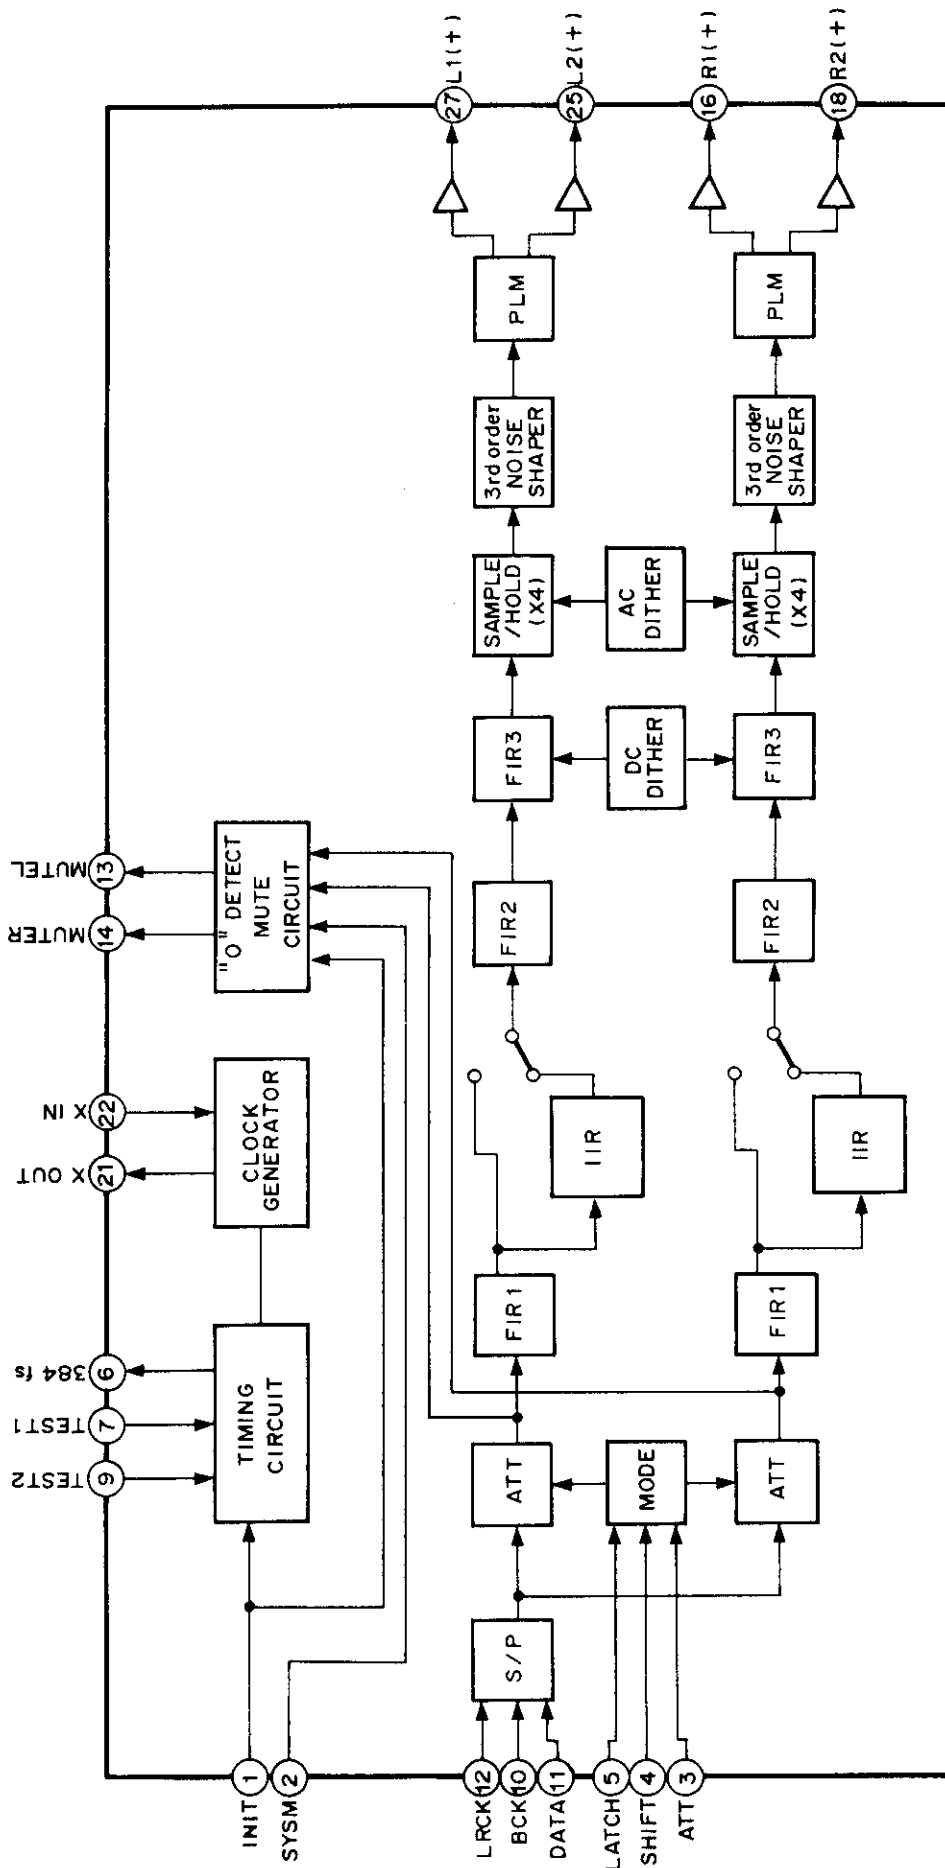 TEST2 9
TEST1 7
384 fs 6
X OUT 21
X IN 22
MUTER 14
MUTEL 13
INIT 1
SYSM 2
TIMING
CIRCUIT
CLOCK
GENERATOR
"O" DETECT
MUTE
CIRCUIT
LRCK 12
BCK 10
DATA 11
S/P
ATT
FIR1
IIR
FIR2
FIR3
SAMPLE
/HOLD
(X4)
3rd order
NOISE
SHAPER
PLM
27 L1(+)
25 L2(+)
LATCH 5
SHIFT 4
ATT 3
MODE
DC
DITHER
AC
DITHER
ATT
FIR1
IIR
FIR2
FIR3
SAMPLE
/HOLD
(X4)
3rd order
NOISE
SHAPER
PLM
16 R1(+)
18 R2(+)